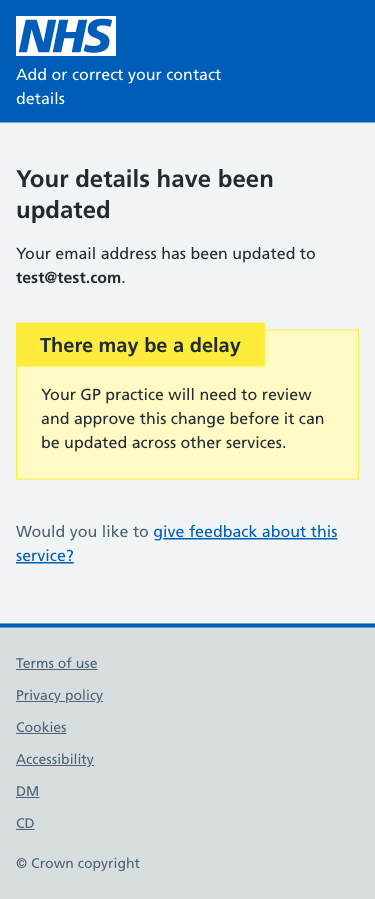 NHS
Add or correct your contact
details
Your details have been
updated
Your email address has been updated to
test@test.com.
There may be a delay
Your GP practice will need to review
and approve this change before it can
be updated across other services.
Would you like to give feedback about this
service?
Terms of use
Privacy policy
Cookies
Accessibility
DM
CD
© Crown copyright